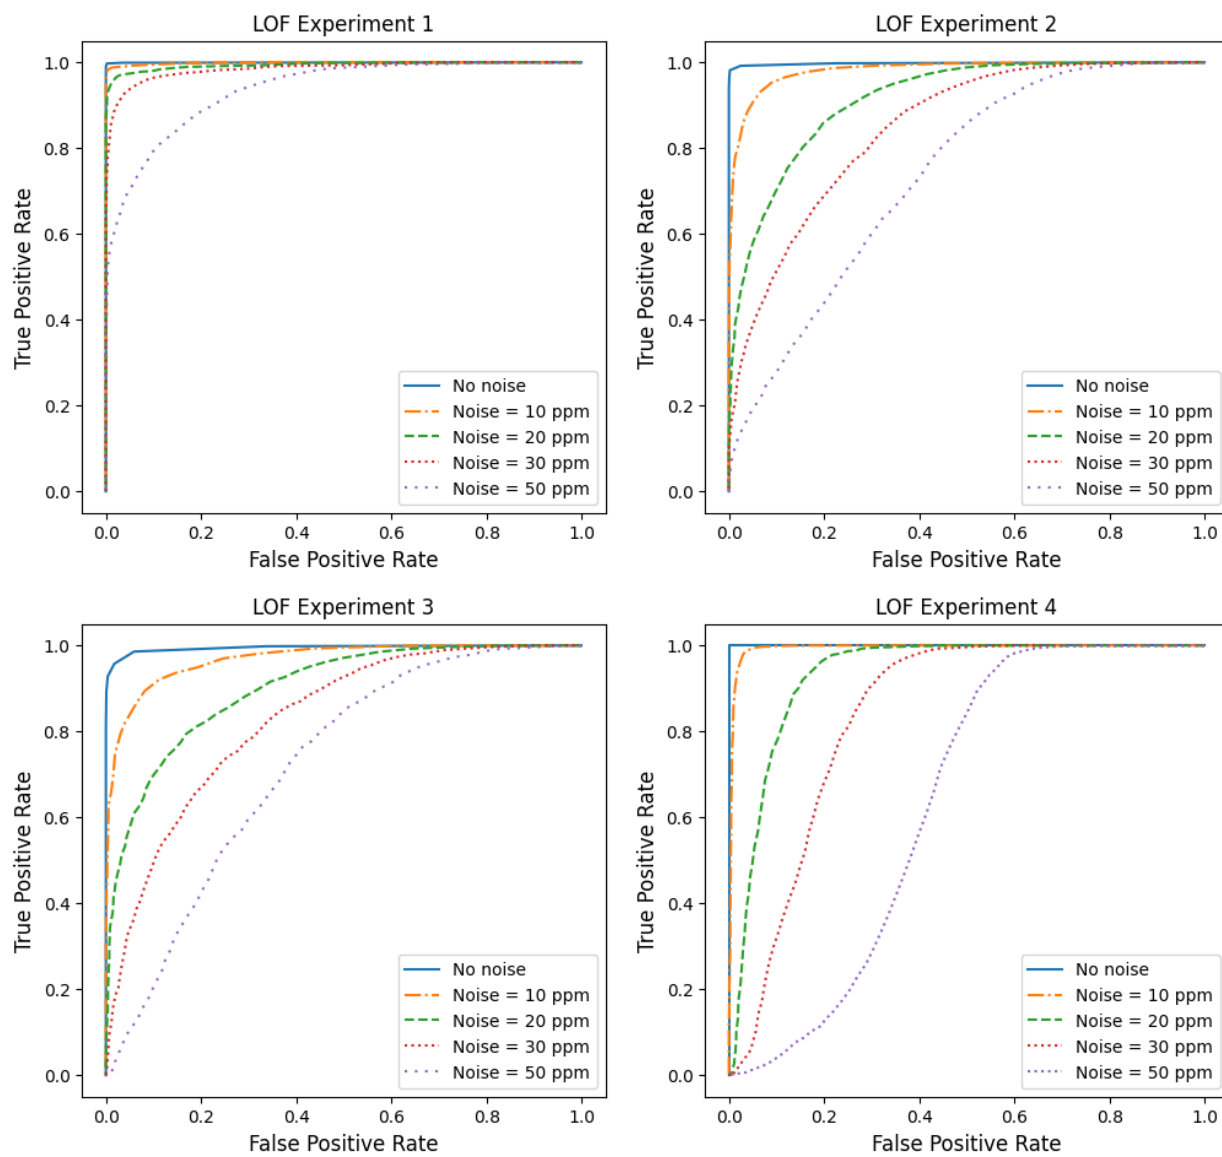 LOF Experiment 1
True Positive Rate
1.0
0.8
0.6
0.4
0.2
0.0
No noise
Noise = 10 ppm
Noise = 20 ppm
Noise = 30 ppm
Noise = 50 ppm
0.0 0.2 0.4 0.6 0.8 1.0
False Positive Rate
LOF Experiment 2
True Positive Rate
1.0
0.8
0.6
0.4
0.2
0.0
No noise
Noise = 10 ppm
Noise = 20 ppm
Noise = 30 ppm
Noise = 50 ppm
0.0 0.2 0.4 0.6 0.8 1.0
False Positive Rate
LOF Experiment 3
True Positive Rate
1.0
0.8
0.6
0.4
0.2
0.0
No noise
Noise = 10 ppm
Noise = 20 ppm
Noise = 30 ppm
Noise = 50 ppm
0.0 0.2 0.4 0.6 0.8 1.0
False Positive Rate
LOF Experiment 4
True Positive Rate
1.0
0.8
0.6
0.4
0.2
0.0
No noise
Noise = 10 ppm
Noise = 20 ppm
Noise = 30 ppm
Noise = 50 ppm
0.0 0.2 0.4 0.6 0.8 1.0
False Positive Rate